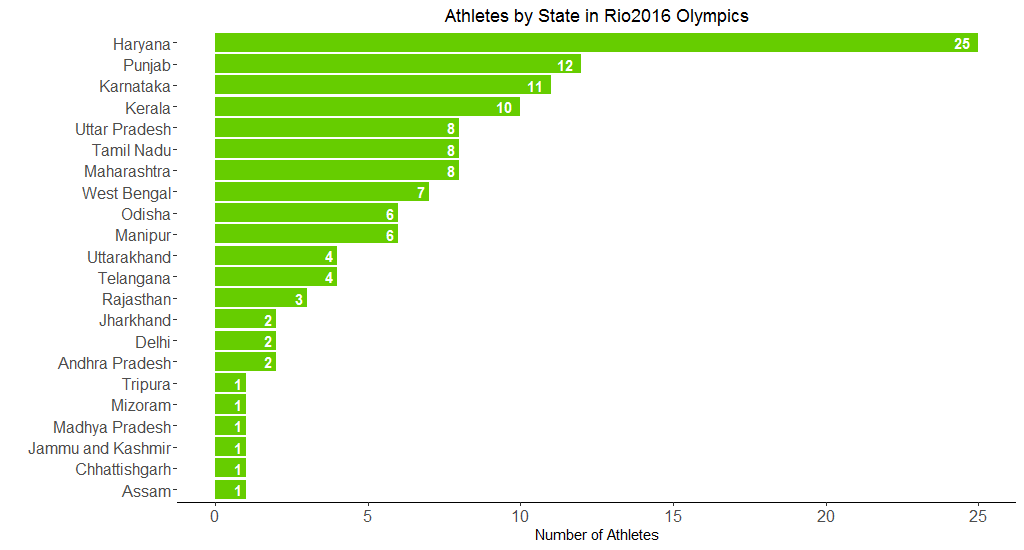 Athletes by State in Rio2016 Olympics
Haryana 25
Punjab 12
Karnataka 11
Kerala 10
Uttar Pradesh 8
Tamil Nadu 8
Maharashtra 8
West Bengal 7
Odisha 6
Manipur 6
Uttarakhand 4
Telangana 4
Rajasthan 3
Jharkhand 2
Delhi 2
Andhra Pradesh 2
Tripura 1
Mizoram 1
Madhya Pradesh 1
Jammu and Kashmir 1
Chhattishgarh 1
Assam 1
0 5 10 15 20 25
Number of Athletes